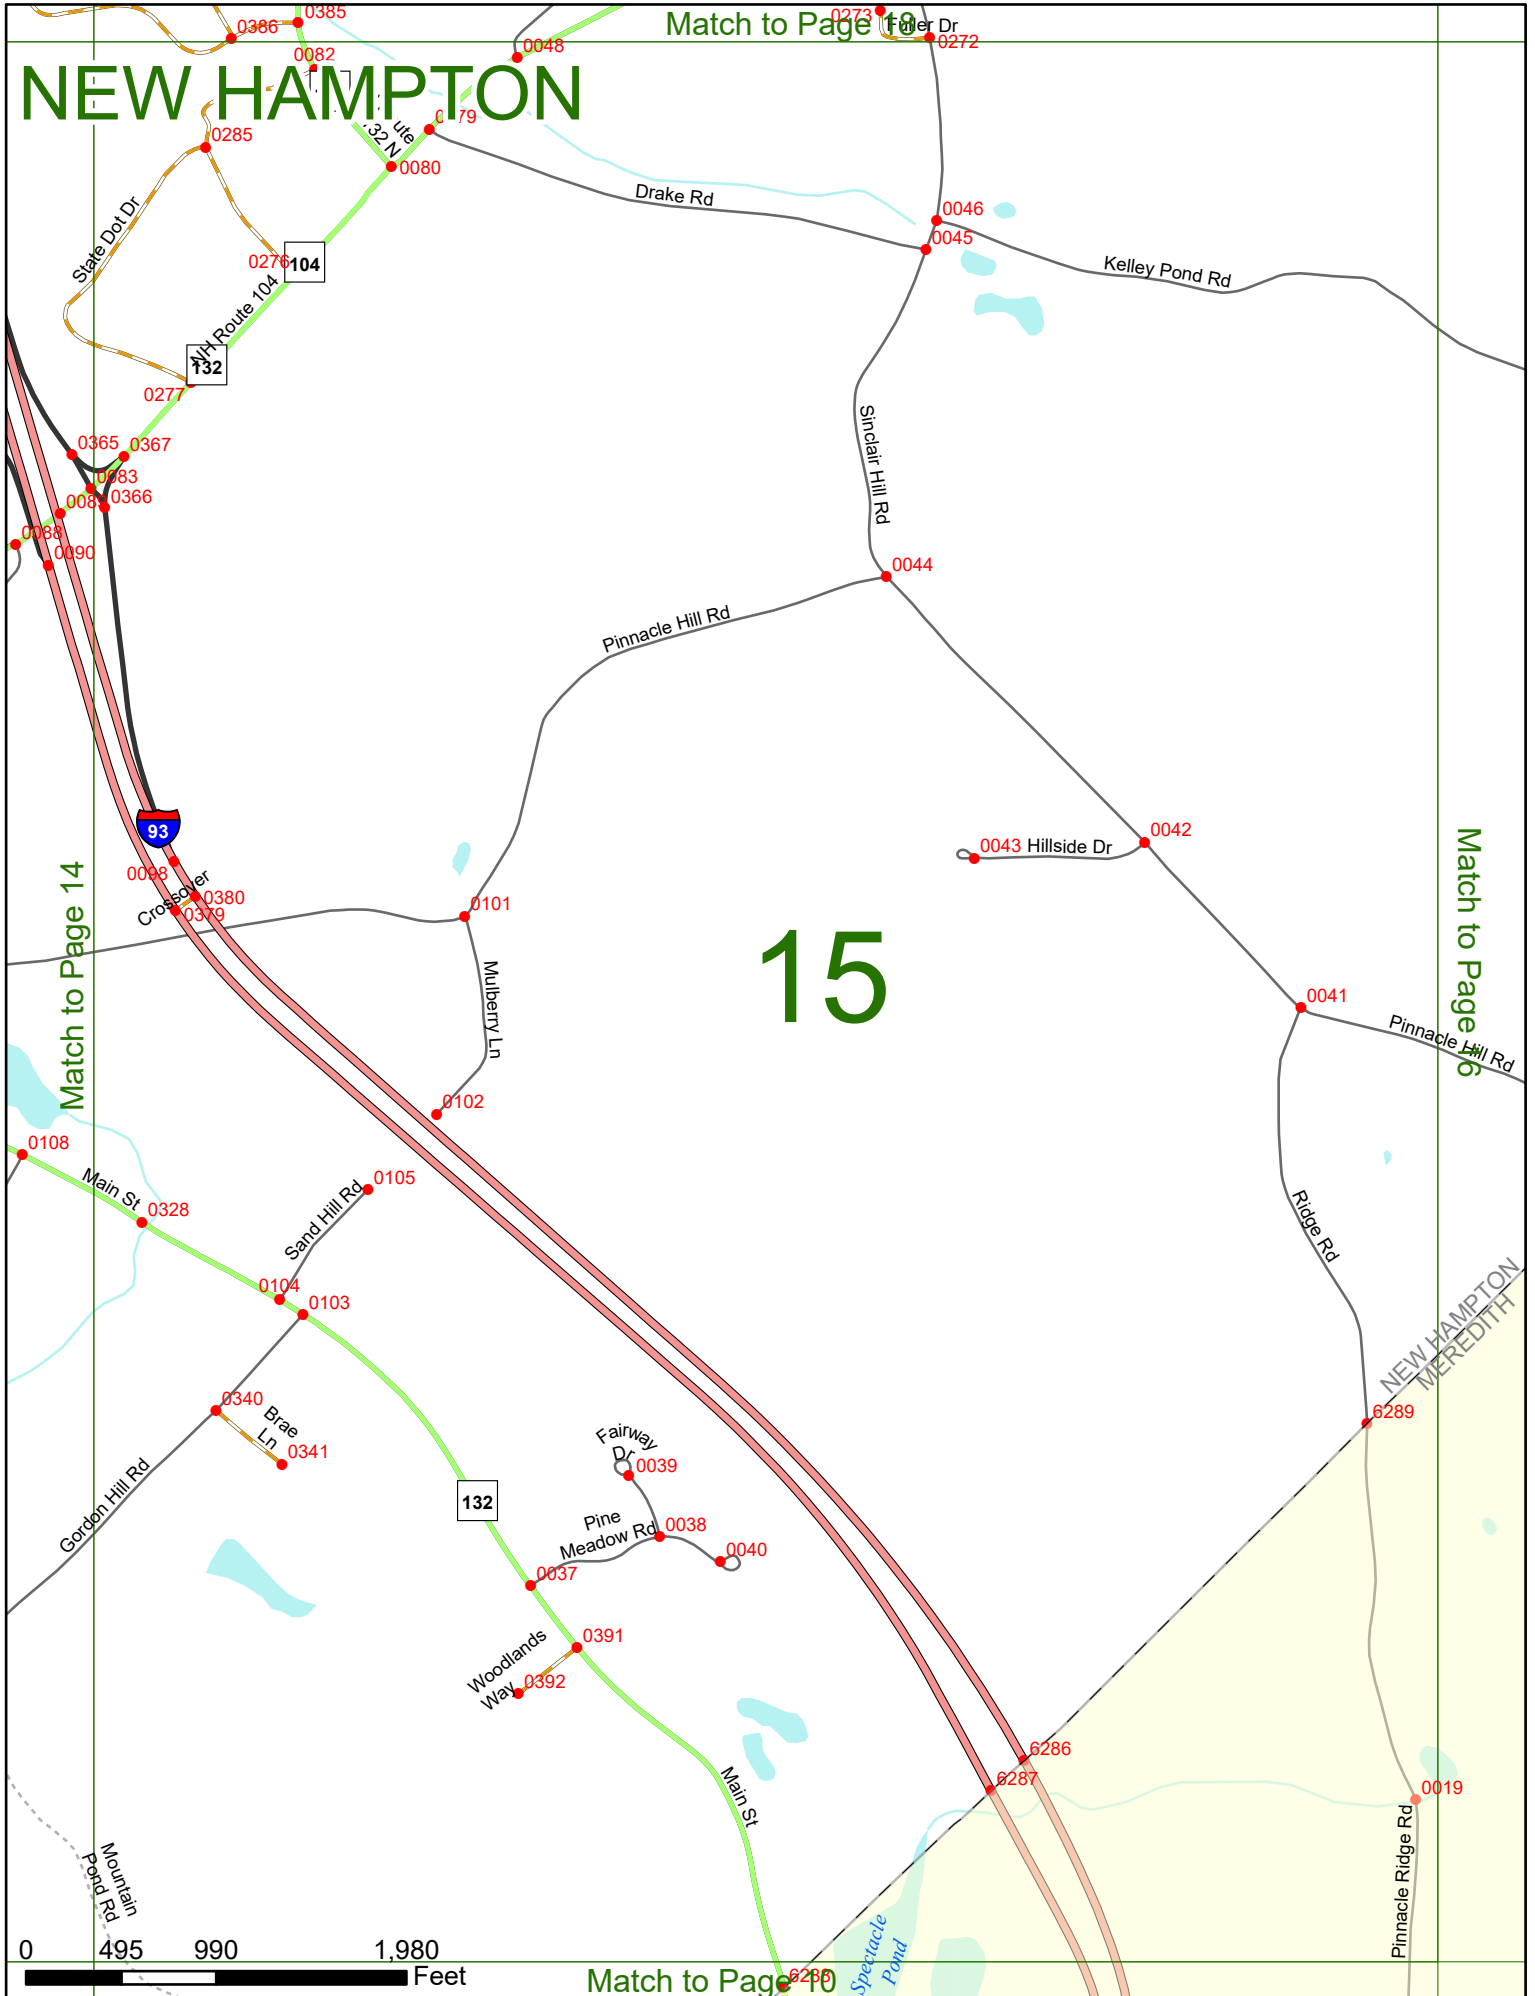 0386
0385
Match to Page 18
0273
Fuller Dr
0272
0048
0082
NEW HAMPTON
0285
ute
132 N
0080
Drake Rd
0046
0045
Kelley Pond Rd
State Dot Dr
0276
104
NH Route 104
132
0277
Sinclair Hill Rd
0365
0367
0083
0366
0088
0090
0044
Pinnacle Hill Rd
93
0098
Crossover
0380
0379
0101
0043
Hillside Dr
0042
Match to Page 14
Match to Page 16
15
Mulberry Ln
0041
Pinnacle Hill Rd
0102
0108
Main St
0328
0105
Sand Hill Rd
0104
0103
Ridge Rd
NEW HAMPTON
MEREDITH
6289
0340
Brae
Ln
0341
Gordon Hill Rd
Fairway
Dr
0039
132
Pine
Meadow Rd
0038
0040
0037
0391
Woodlands
Way
0392
6286
6287
0019
Main St
Pinnacle Ridge Rd
Mountain
Pond Rd
Spectacle
Pond
0 495 990 1,980
Feet
Match to Page 10